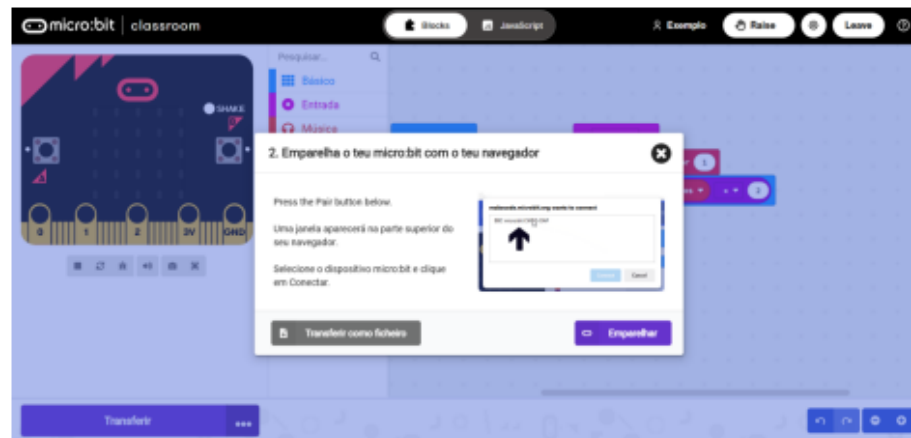 micro:bit | classroom
Blocks
JavaScript
Exemplo
Raise
Leave
Pesquisar...
Básico
Entrada
Música
SHAKE
0 1 2 3V GND
2. Emparelha o teu micro:bit com o teu navegador
Press the Pair button below.
Uma janela aparecerá na parte superior do
seu navegador.
Selecione o dispositivo micro:bit e clique
em Conectar.
Cancel
Transferir como ficheiro
Emparelhar
Transferir